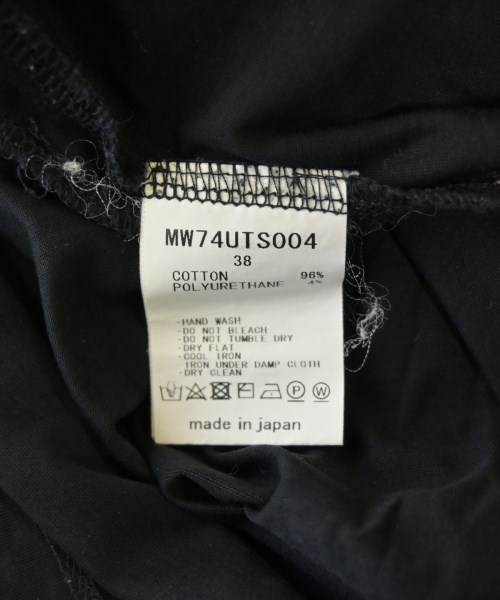 MW74UTS004
38
COTTON 96%
POLYURETHANE 4%
·HAND WASH
·DO NOT BLEACH
·DO NOT TUMBLE DRY
·DRY FLAT
·COOL IRON
IRON UNDER DAMP CLOTH
·DRY CLEAN
P W
made in japan